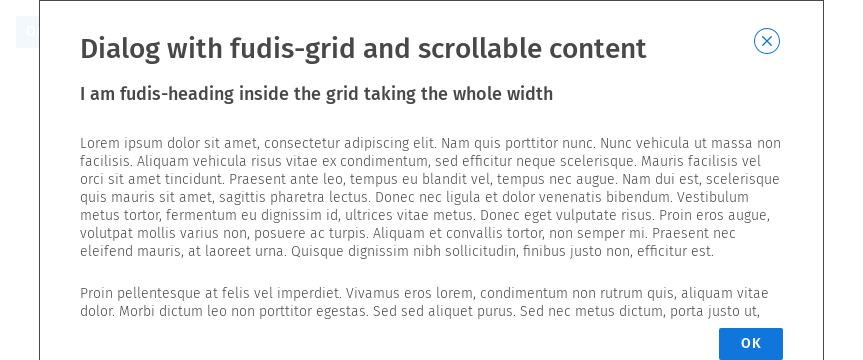 Dialog with fudis-grid and scrollable content
I am fudis-heading inside the grid taking the whole width
Lorem ipsum dolor sit amet, consectetur adipiscing elit. Nam quis porttitor nunc. Nunc vehicula ut massa non
facilisis. Aliquam vehicula risus vitae ex condimentum, sed efficitur neque scelerisque. Mauris facilisis vel
orci sit amet tincidunt. Praesent ante leo, tempus eu blandit vel, tempus nec augue. Nam dui est, scelerisque
quis mauris sit amet, sagittis pharetra lectus. Donec nec ligula et dolor venenatis bibendum. Vestibulum
metus tortor, fermentum eu dignissim id, ultrices vitae metus. Donec eget vulputate risus. Proin eros augue,
volutpat mollis varius non, posuere ac turpis. Aliquam et convallis tortor, non semper mi. Praesent nec
eleifend mauris, at laoreet urna. Quisque dignissim nibh sollicitudin, finibus justo non, efficitur est.
Proin pellentesque at felis vel imperdiet. Vivamus eros lorem, condimentum non rutrum quis, aliquam vitae
dolor. Morbi dictum leo non porttitor egestas. Sed sed aliquet purus. Sed nec metus dictum, porta justo ut,
OK